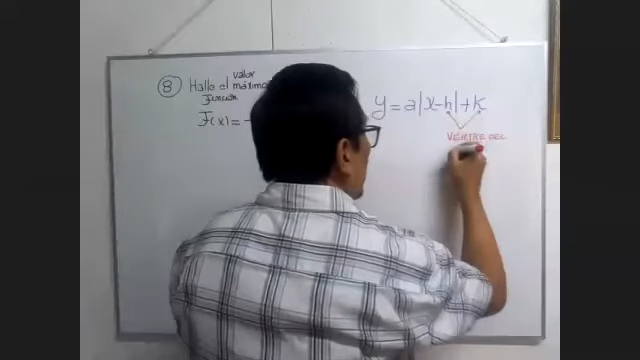 8 Halle el valor máximo
Función
F(x) = -
y = a|x-h|+k
VERTICE DEL